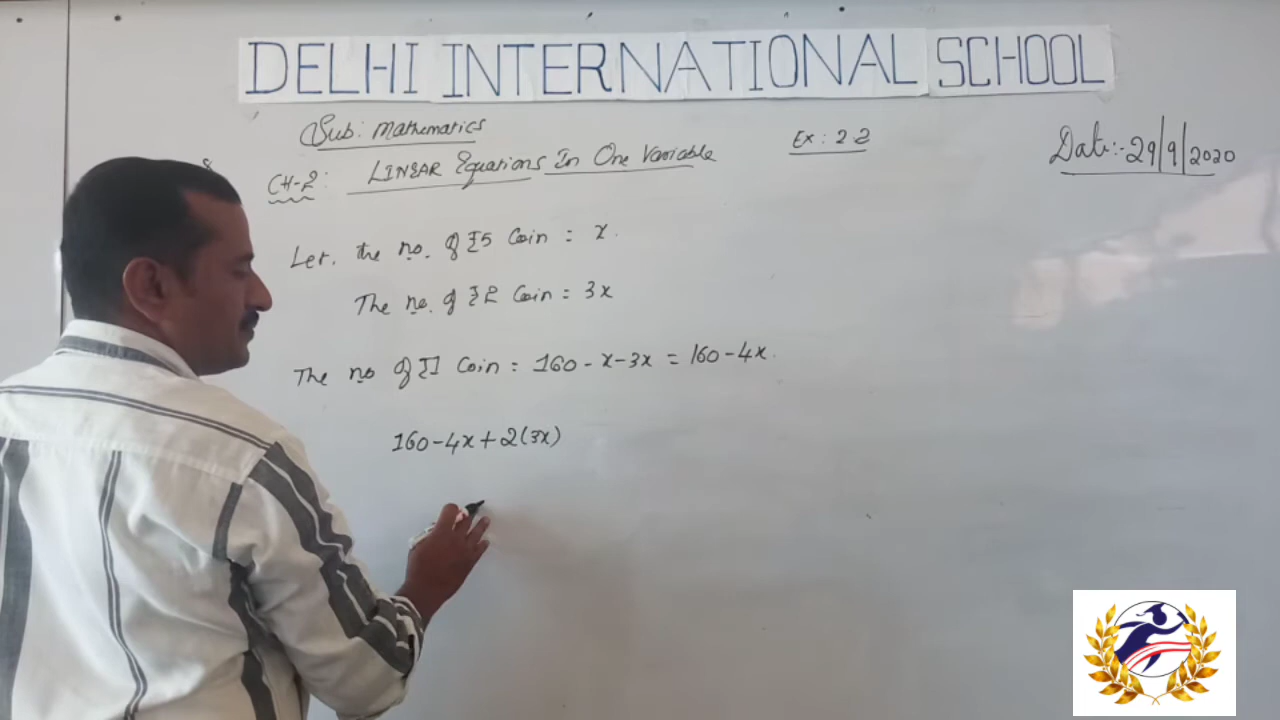 DELHI INTERNATIONAL SCHOOL
Sub: Mathematics
Ex: 2.2
Date:- 29/9/2020
CH-2: LINEAR Equations In One Variable
Let. the no. of ₹5 Coin = x.
The no. of ₹2 Coin = 3x
The no of ₹1 Coin = 160-x-3x = 160-4x.
160-4x+2(3x)